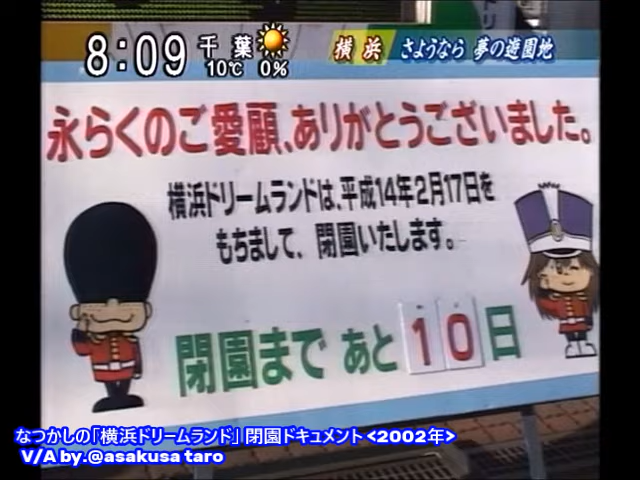 8:09 千葉 10℃ 0%
横浜 さようなら 夢の遊園地
永らくのご愛顧、ありがとうございました。
横浜ドリームランドは、平成14年2月17日を
もちまして、閉園いたします。
閉園まで あと10日
なつかしの「横浜ドリームランド」閉園ドキュメント<2002年>
V/A by.@asakusa taro